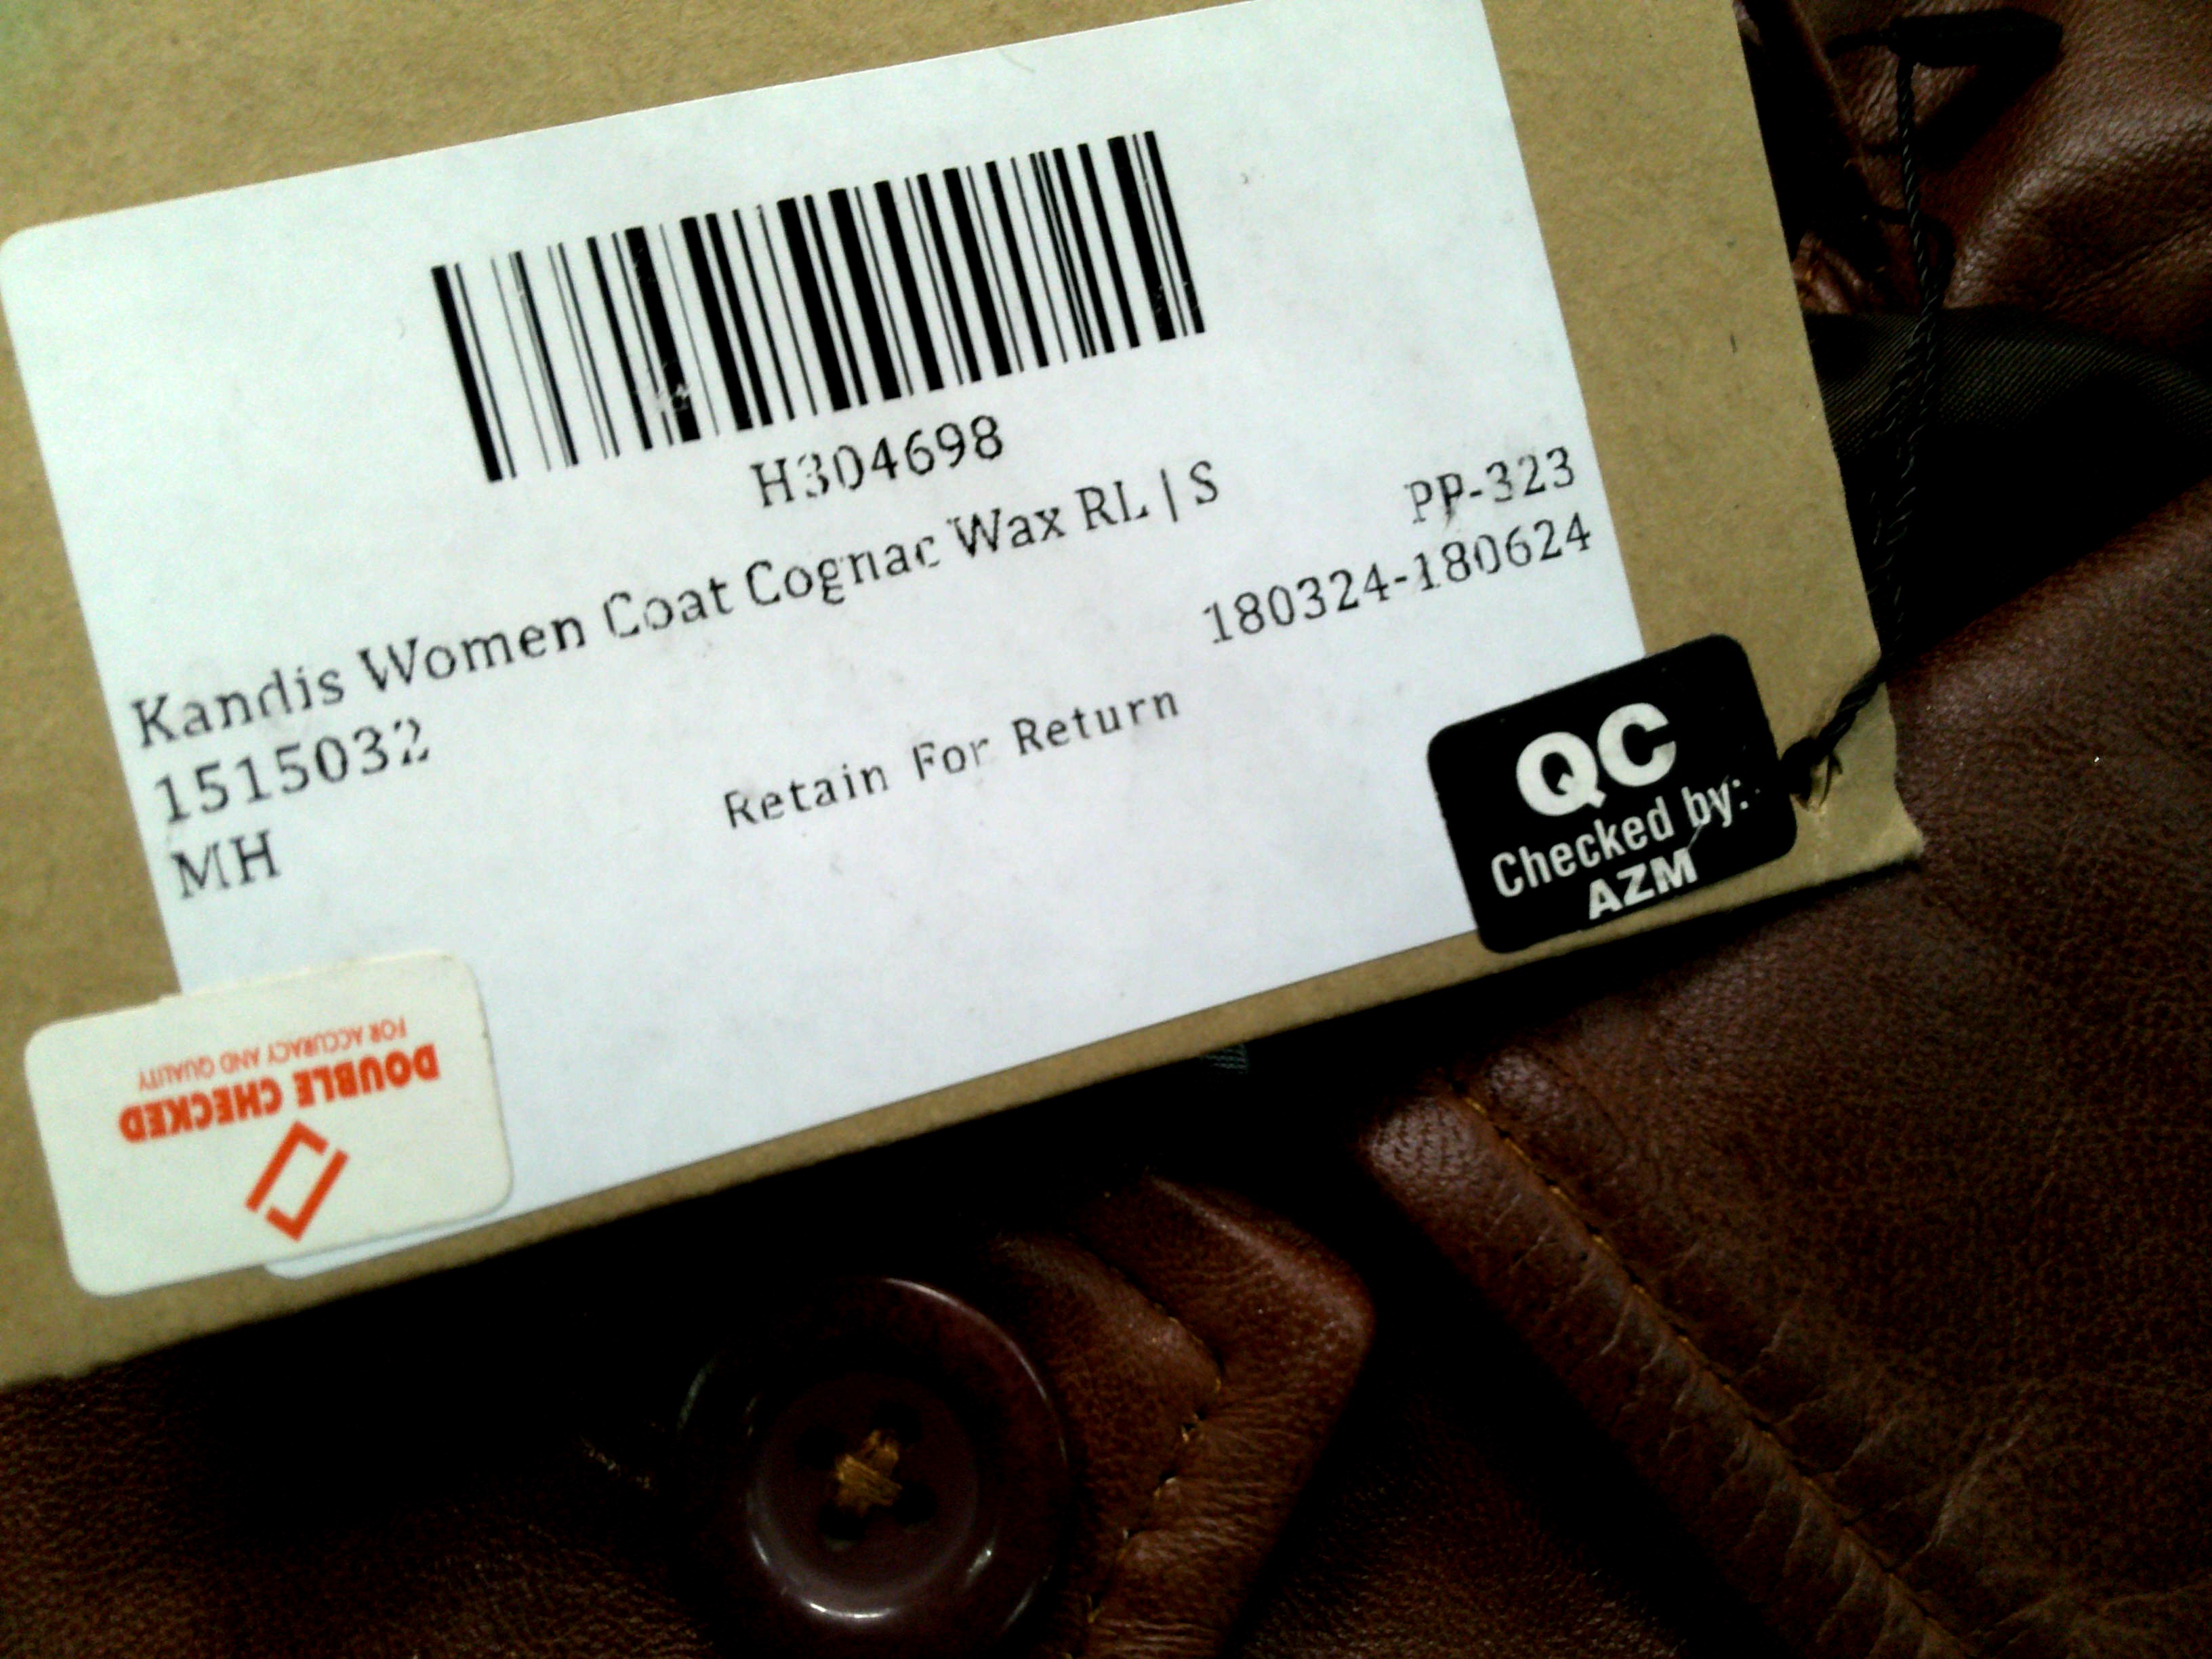 H304698
Kandis Women Coat Cognac Wax RL | S
PP-323
1515032
180324-180624
MH
Retain For Return
QC
Checked by:
AZM
DOUBLE CHECKED
FOR ACCURACY AND QUALITY